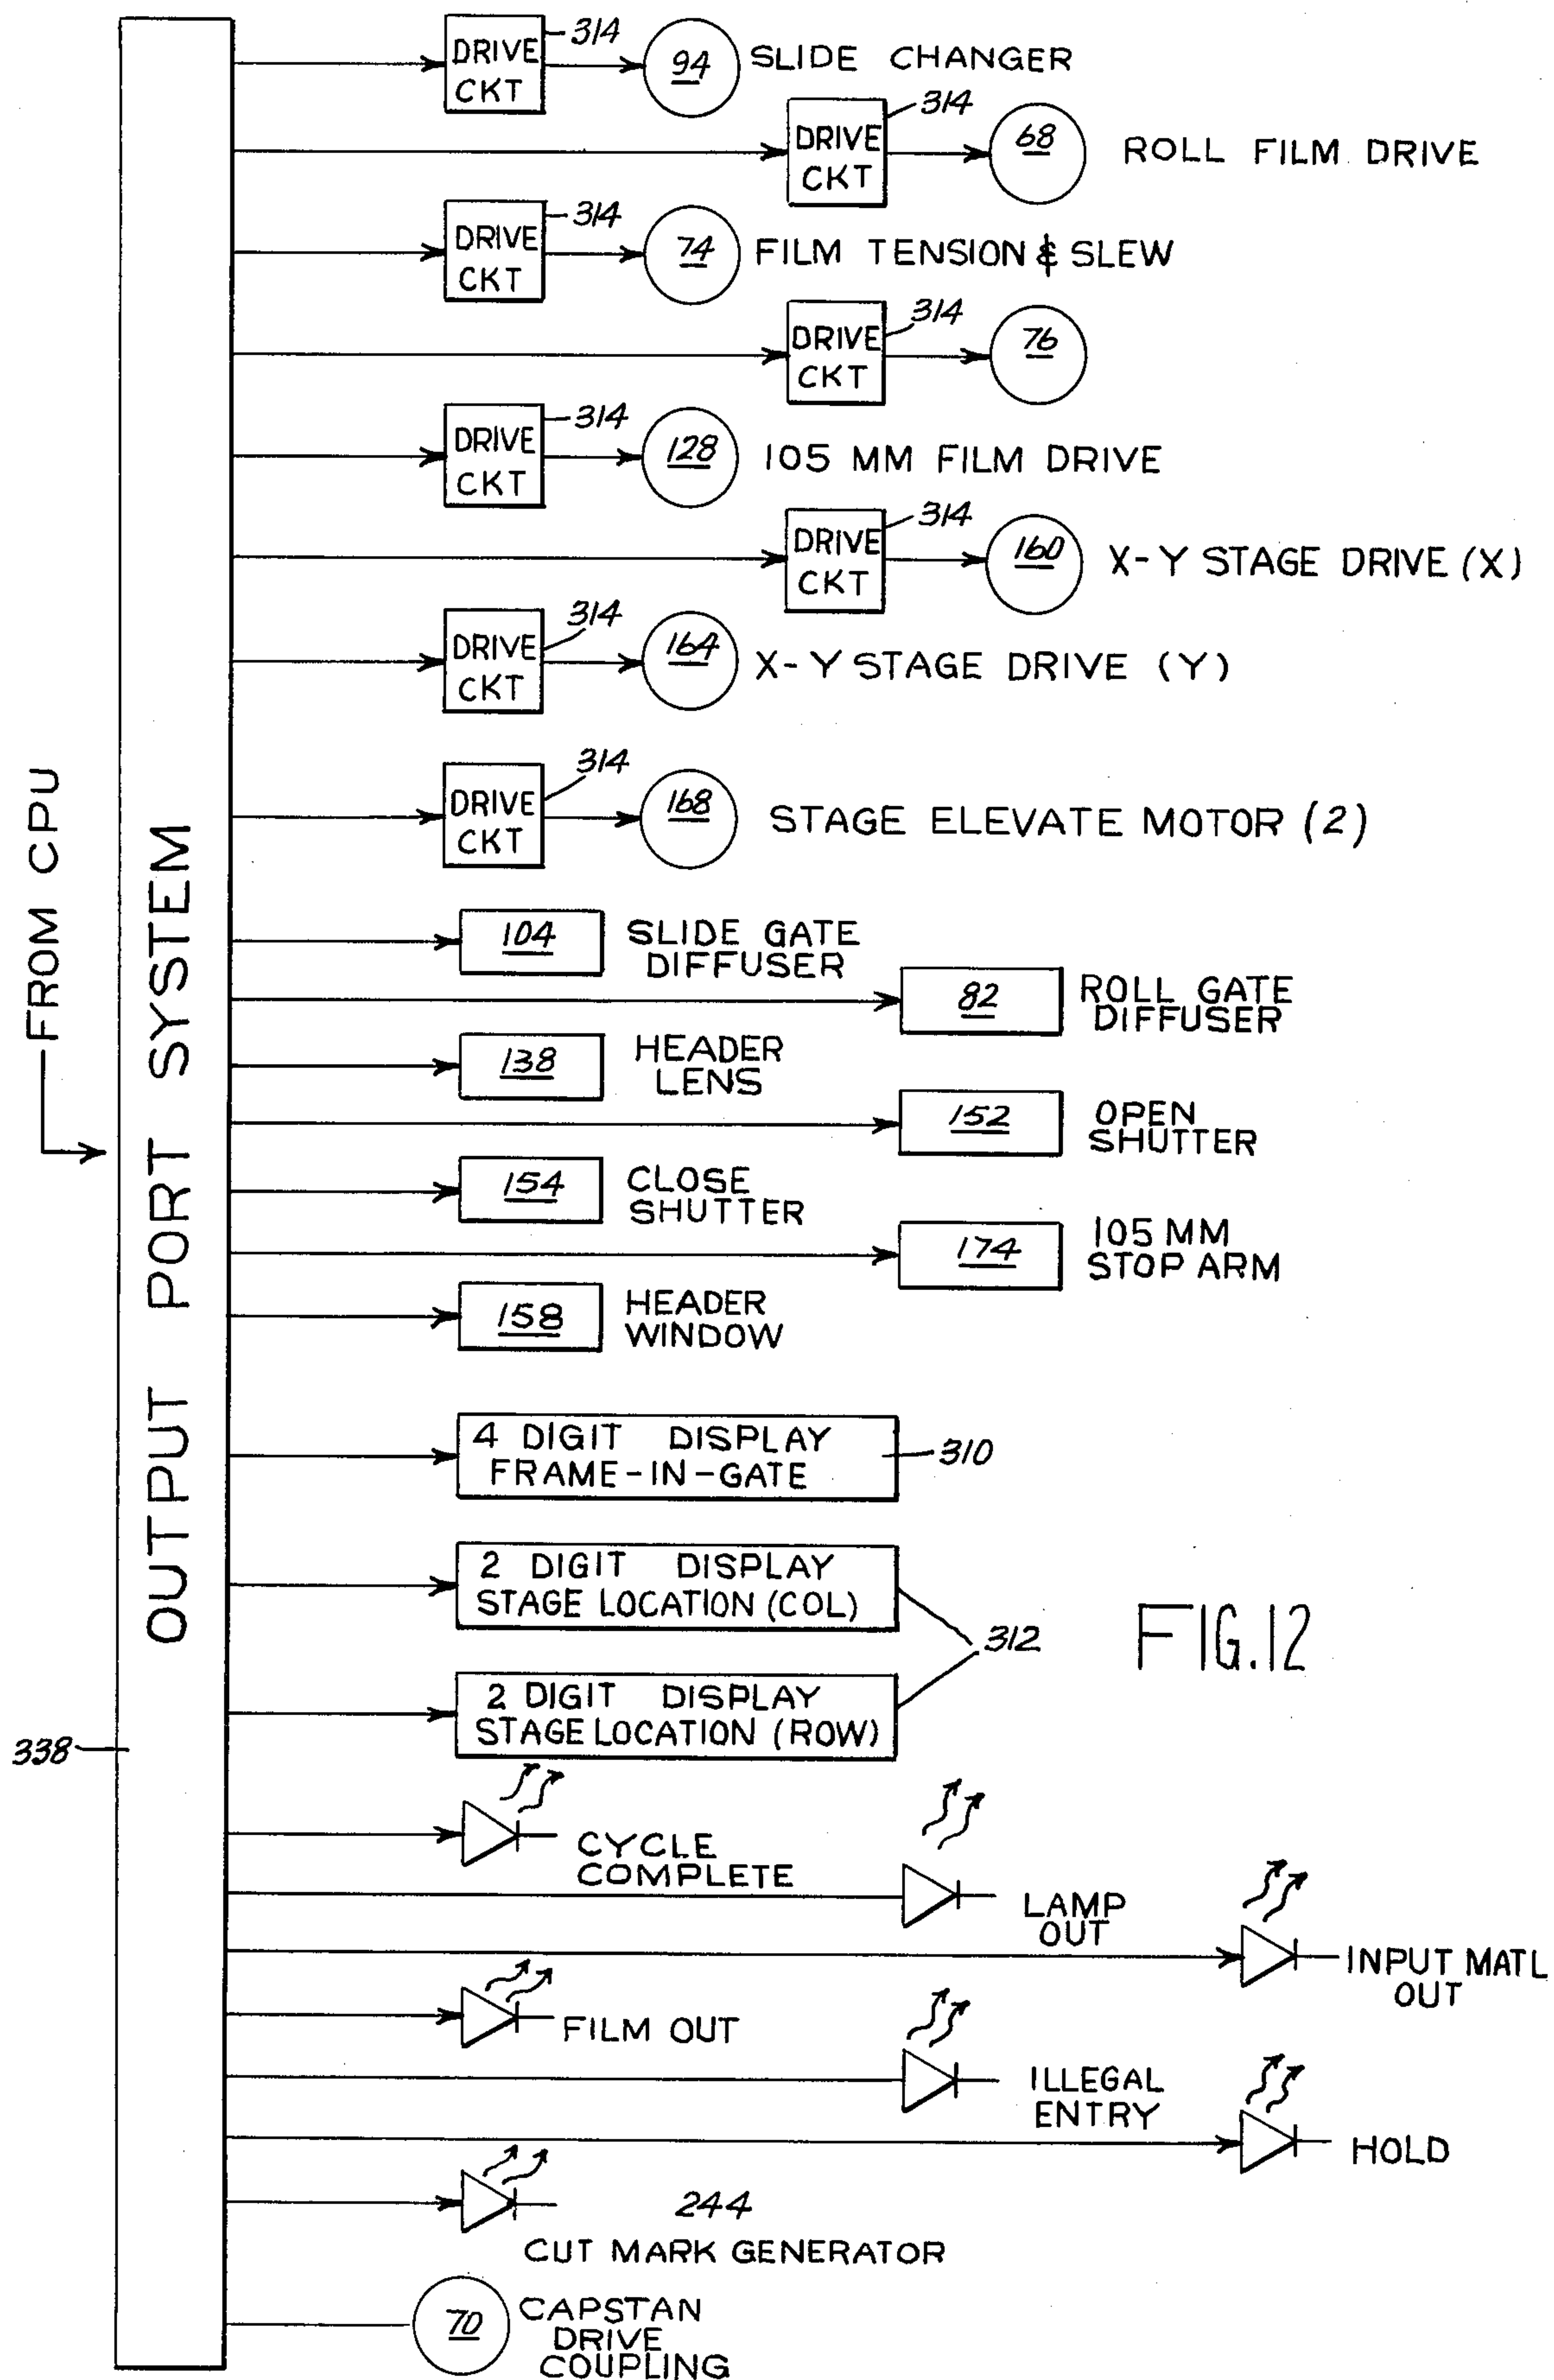 DRIVE
CKT
314
94
SLIDE CHANGER
DRIVE
CKT
314
68
ROLL FILM DRIVE
DRIVE
CKT
314
74
FILM TENSION & SLEW
DRIVE
CKT
314
76
DRIVE
CKT
314
128
105 MM FILM DRIVE
DRIVE
CKT
314
160
X-Y STAGE DRIVE (X)
DRIVE
CKT
314
164
X-Y STAGE DRIVE (Y)
DRIVE
CKT
314
168
STAGE ELEVATE MOTOR (2)
FROM CPU
OUTPUT PORT SYSTEM
104
SLIDE GATE
DIFFUSER
82
ROLL GATE
DIFFUSER
138
HEADER
LENS
152
OPEN
SHUTTER
154
CLOSE
SHUTTER
174
105 MM
STOP ARM
158
HEADER
WINDOW
4 DIGIT DISPLAY
FRAME-IN-GATE
310
2 DIGIT DISPLAY
STAGE LOCATION (COL)
312
2 DIGIT DISPLAY
STAGE LOCATION (ROW)
FIG. 12
338
CYCLE
COMPLETE
LAMP
OUT
INPUT MATL
OUT
FILM OUT
ILLEGAL
ENTRY
HOLD
244
CUT MARK GENERATOR
70
CAPSTAN
DRIVE
COUPLING